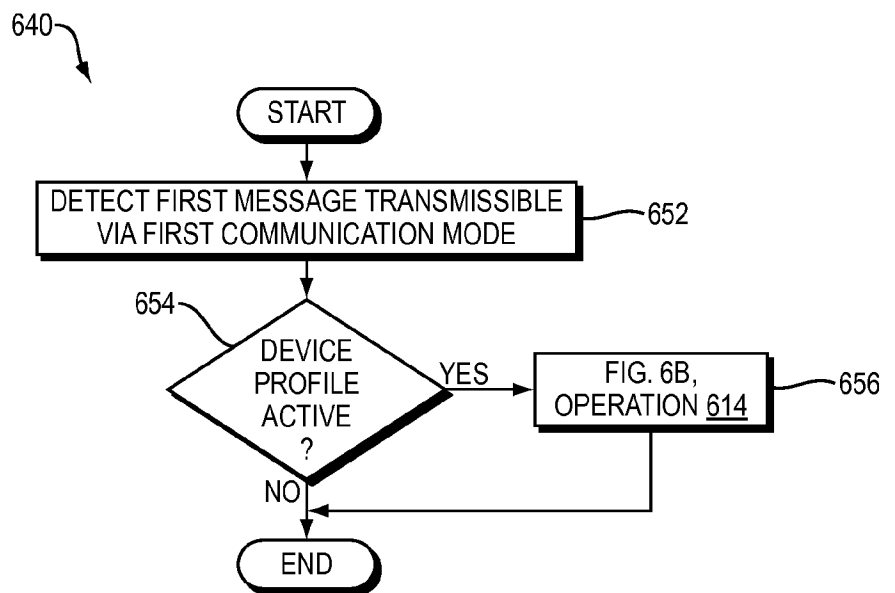 640
START
DETECT FIRST MESSAGE TRANSMISSIBLE
VIA FIRST COMMUNICATION MODE
652
654
DEVICE
PROFILE
ACTIVE
?
YES
FIG. 6B,
OPERATION 614
656
NO
END